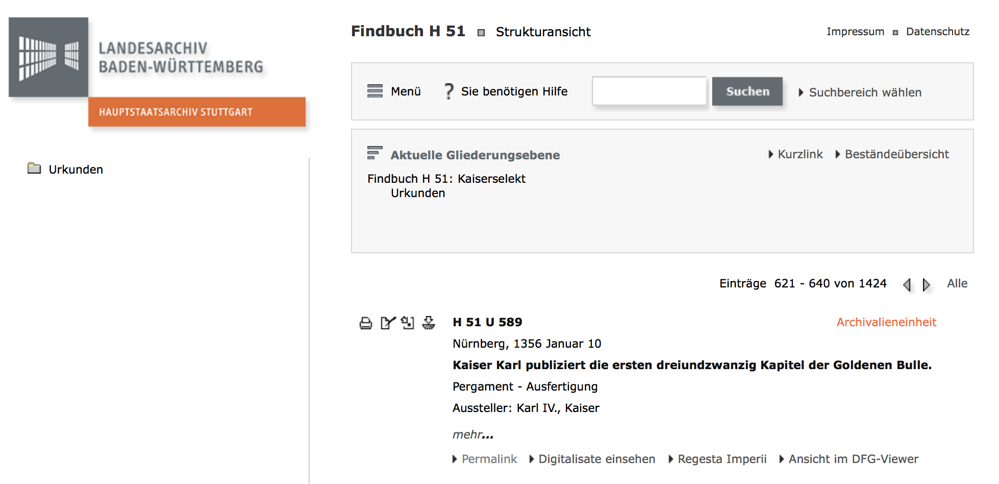 LANDESARCHIV
BADEN-WÜRTTEMBERG
HAUPTSTAATSARCHIV STUTTGART
Urkunden
Findbuch H 51 Strukturansicht
Impressum Datenschutz
Menü ? Sie benötigen Hilfe Suchen Suchbereich wählen
Aktuelle Gliederungsebene Kurzlink Beständeübersicht
Findbuch H 51: Kaiserselekt
Urkunden
Einträge 621 - 640 von 1424 Alle
H 51 U 589 Archivalieneinheit
Nürnberg, 1356 Januar 10
Kaiser Karl publiziert die ersten dreiundzwanzig Kapitel der Goldenen Bulle.
Pergament - Ausfertigung
Aussteller: Karl IV., Kaiser
mehr...
Permalink Digitalisate einsehen Regesta Imperii Ansicht im DFG-Viewer